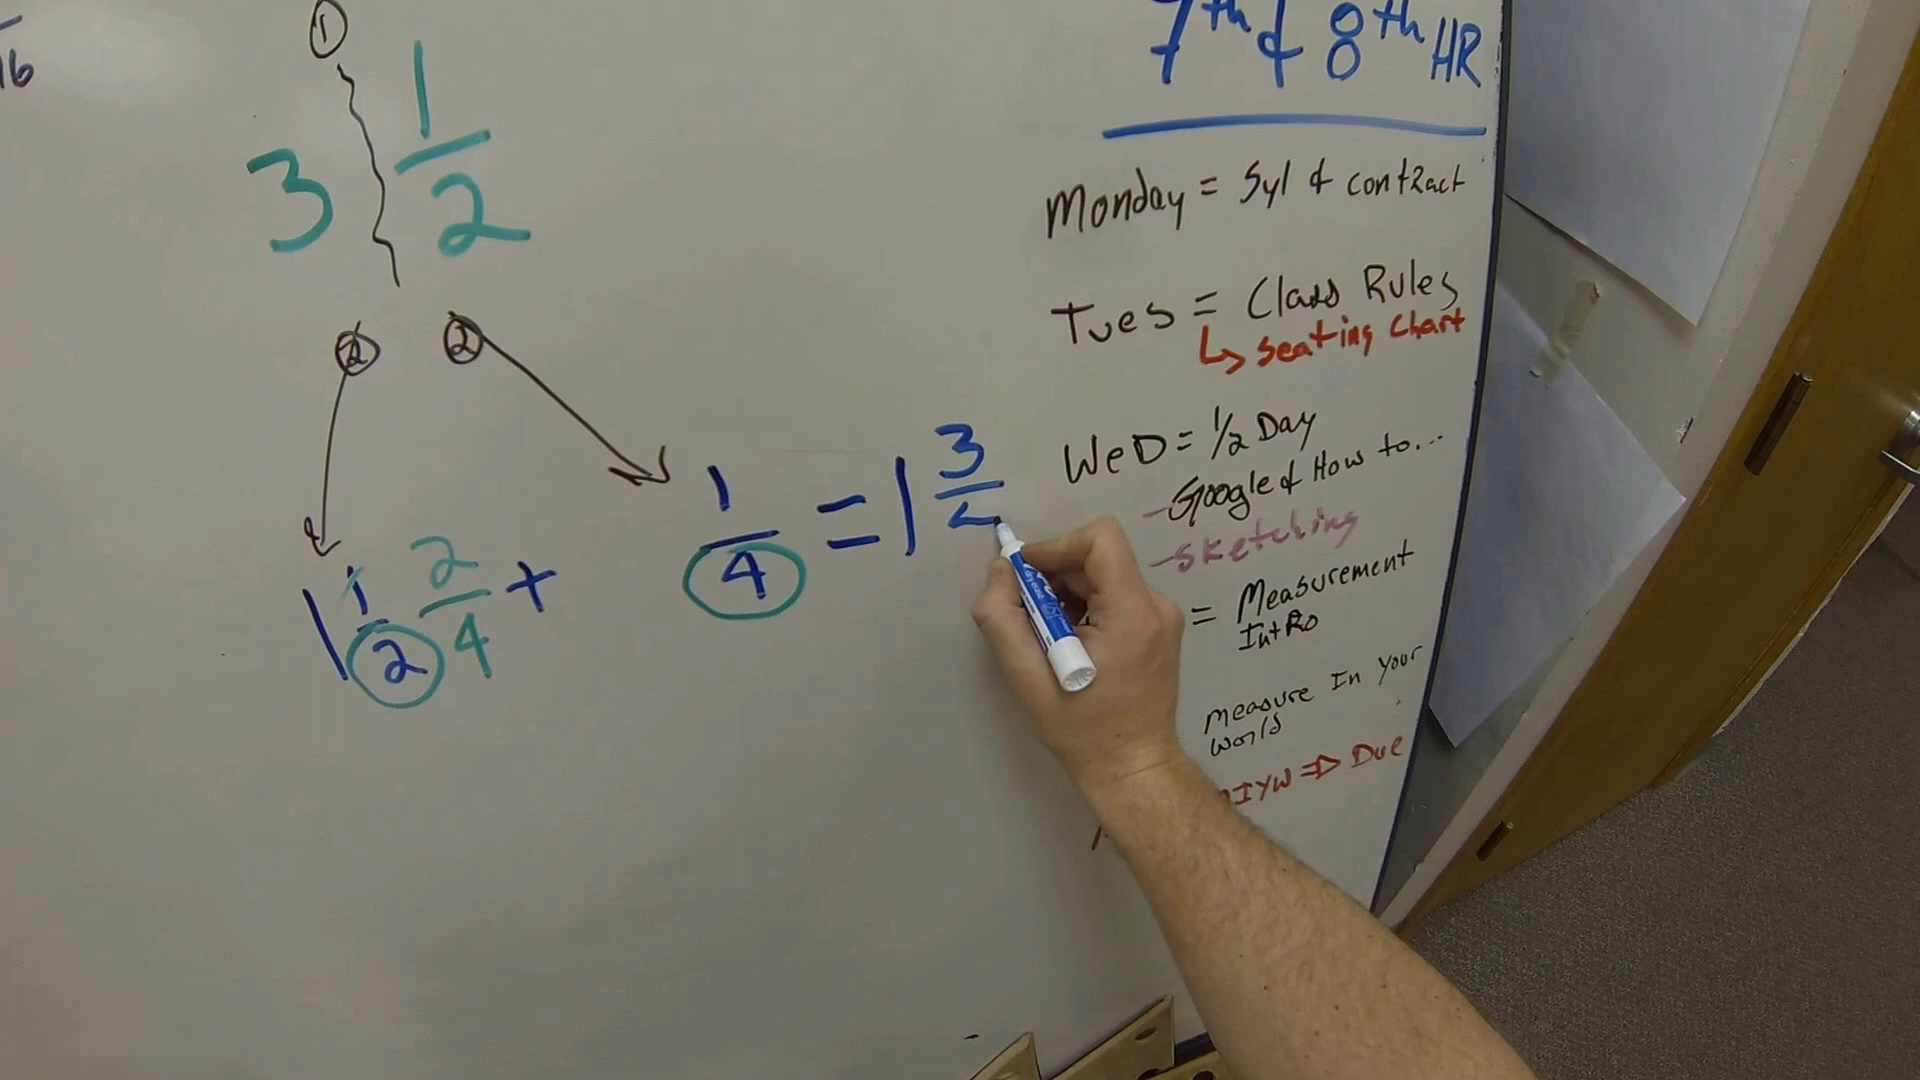 16
①
3 1/2
② ②
1 1/2 2/4 + 1/4 = 1 3/
7th & 8th HR
Monday = Syl & contract
Tues = Class Rules
↳ seating chart
WeD = 1/2 Day
- Google & How to...
- sketching
= Measurement
Intro
Measure In Your
World
IYW ⇒ Due